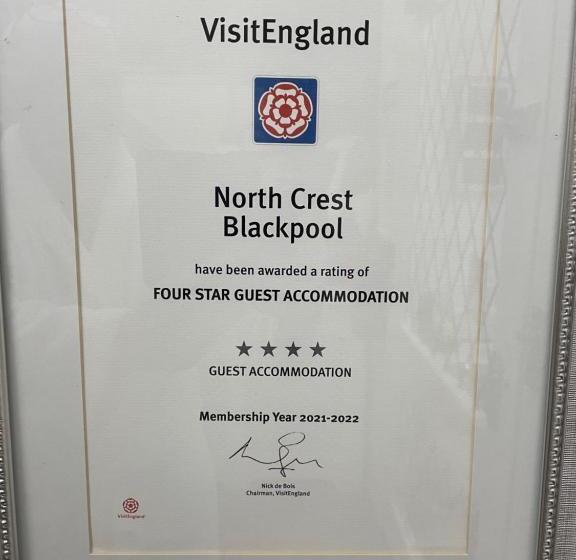 VisitEngland
North Crest
Blackpool
have been awarded a rating of
FOUR STAR GUEST ACCOMMODATION
GUEST ACCOMMODATION
Membership Year 2021-2022
Nick de Bois
Chairman, VisitEngland
VisitEngland